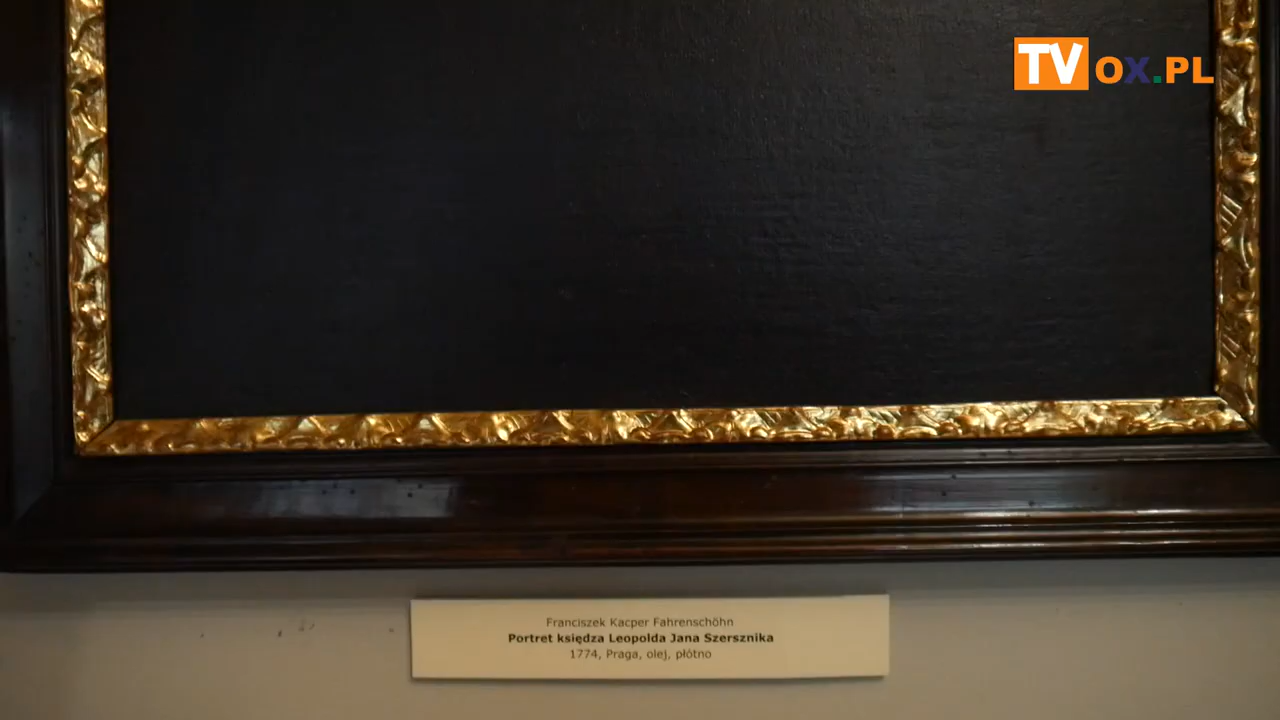 TVox.PL
Franciszek Kacper Fahrenschöhn
Portret księdza Leopolda Jana Szersznika
1774, Praga, olej, płótno